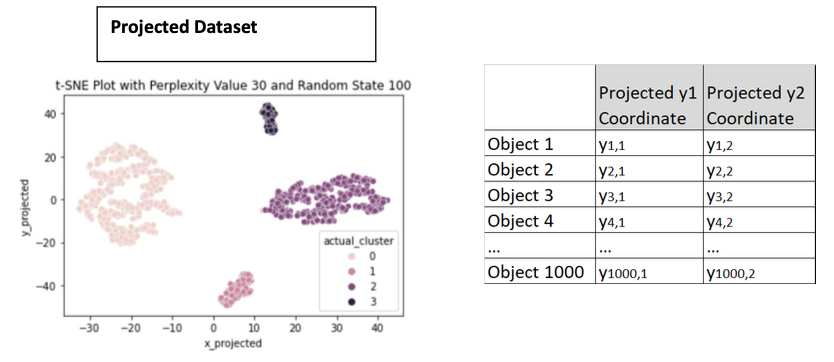 Projected Dataset
t-SNE Plot with Perplexity Value 30 and Random State 100
y_projected
40
20
0
−20
−40
actual_cluster
0
1
2
3
−30 −20 −10 0 10 20 30 40
x_projected
Projected y1 Coordinate Projected y2 Coordinate
Object 1 y1,1 y1,2
Object 2 y2,1 y2,2
Object 3 y3,1 y3,2
Object 4 y4,1 y4,2
... ... ...
Object 1000 y1000,1 y1000,2